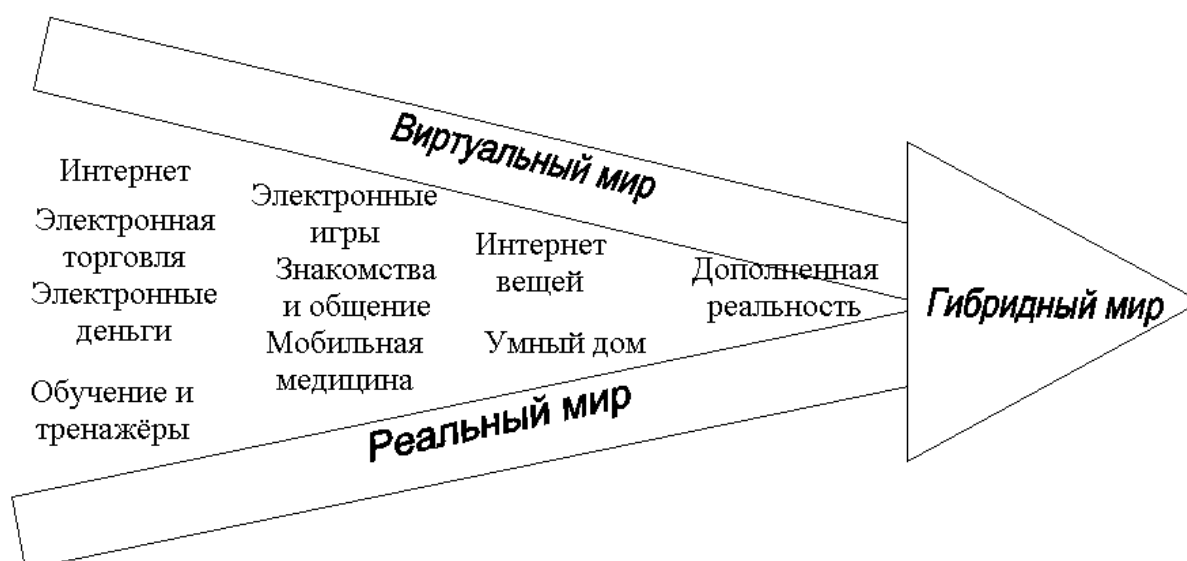 Виртуальный мир
Интернет
Электронная
торговля
Электронные
деньги
Обучение и
тренажёры
Электронные
игры
Знакомства
и общение
Мобильная
медицина
Интернет
вещей
Умный дом
Дополненная
реальность
Реальный мир
Гибридный мир